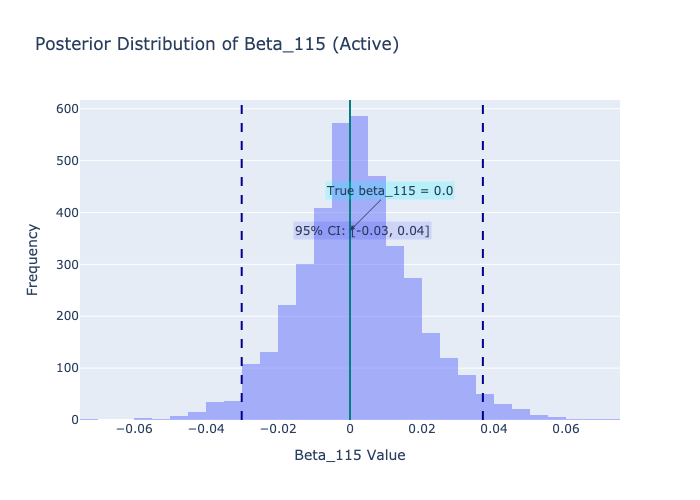 Posterior Distribution of Beta_115 (Active)
600
500
400
300
200
100
0
Frequency
True beta_115 = 0.0
95% CI: [-0.03, 0.04]
−0.06
−0.04
−0.02
0
0.02
0.04
0.06
Beta_115 Value